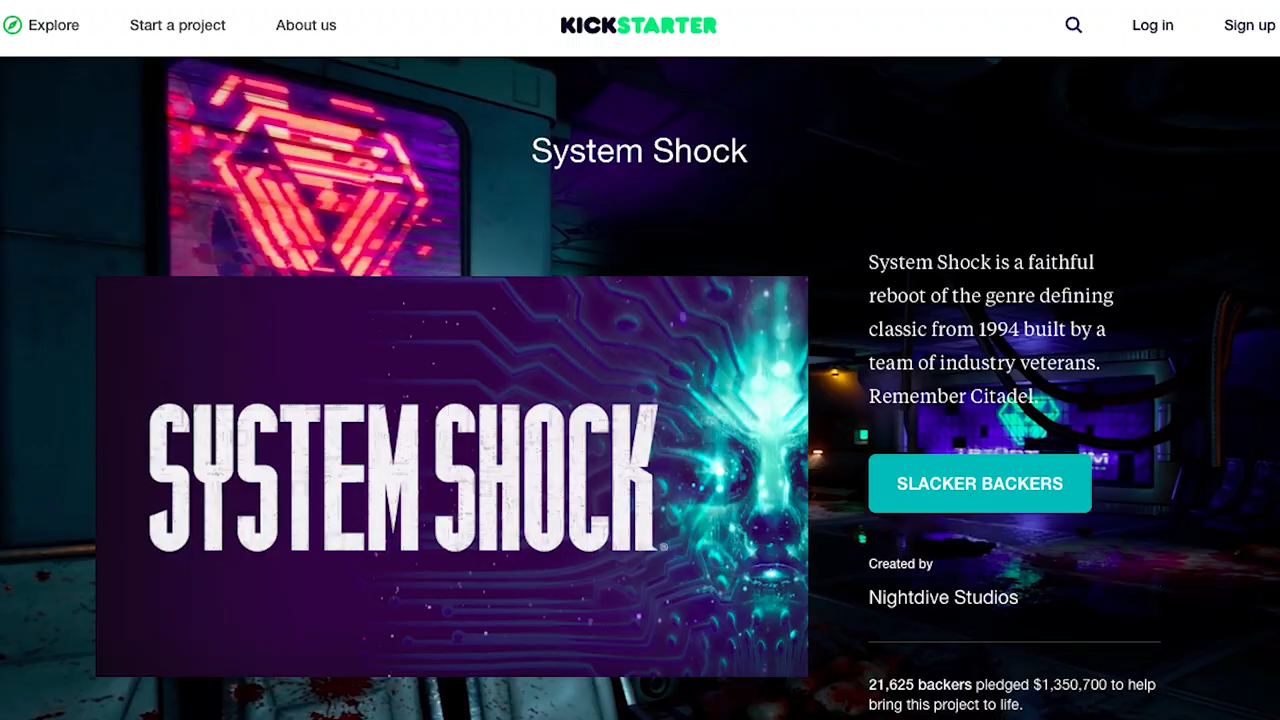 Explore
Start a project
About us
KICKSTARTER
Log in
Sign up
System Shock
System Shock is a faithful
reboot of the genre defining
classic from 1994 built by a
team of industry veterans.
Remember Citadel.
SYSTEM SHOCK®
SLACKER BACKERS
Created by
Nightdive Studios
21,625 backers pledged $1,350,700 to help
bring this project to life.